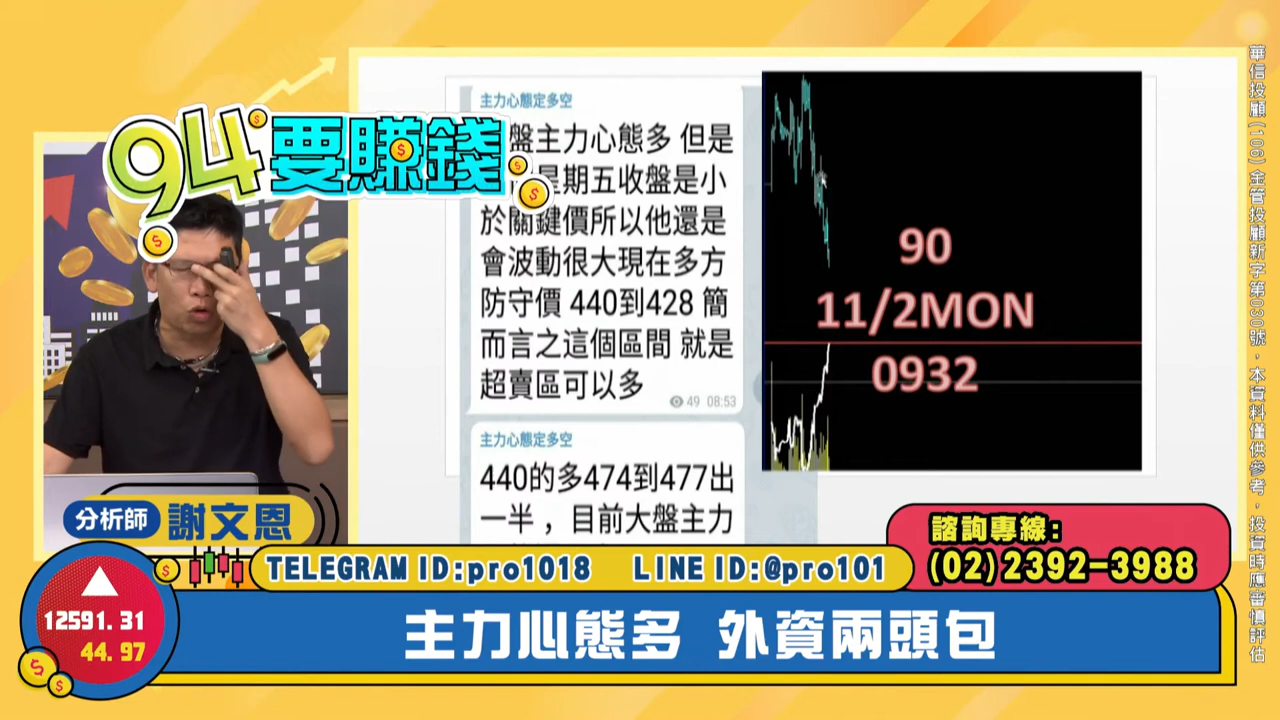 94要賺錢
主力心態定多空
盤主力心態多 但是
是期五收盤是小
於關鍵價所以他還是
會波動很大現在多方
防守價 440到428 簡
而言之這個區間 就是
超賣區可以多
49 08:53
主力心態定多空
440的多474到477出
一半，目前大盤主力
90
11/2MON
0932
華信投顧(106)金管投顧新字第030號，本資料僅供參考，投資時應審慎評估
分析師 謝文恩
TELEGRAM ID:pro1018 LINE ID:@pro101
諮詢專線:
(02)2392-3988
12591.31
44.97
主力心態多 外資兩頭包